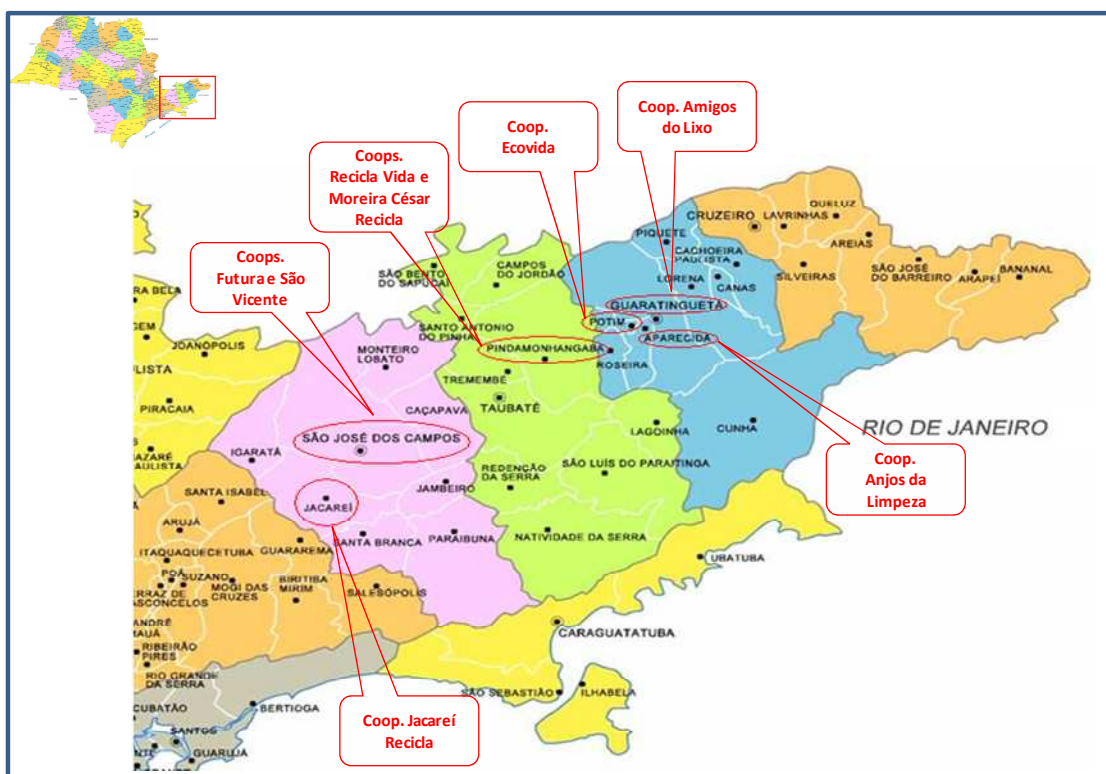 Coop. Amigos
do Lixo
Coop.
Ecovida
Coops.
Recicla Vida e
Moreira César
Recicla
Coops.
Futura e São
Vicente
Coop.
Anjos da
Limpeza
Coop. Jacareí
Recicla
QUELUZ
CRUZEIRO
LAVRINHAS
AREIAS
PIQUETE
CACHOEIRA
PAULISTA
SILVEIRAS
SÃO JOSÉ
DO BARREIRO
ARAPEÍ
BANANAL
LORENA
CANAS
CAMPOS
DO JORDÃO
SÃO BENTO
DO SAPUCAÍ
GUARATINGUETÁ
POTIM
APARECIDA
SANTO ANTONIO
DO PINHAL
PINDAMONHANGABA
ROSEIRA
JOANÓPOLIS
MONTEIRO
LOBATO
TREMEMBÉ
TAUBATÉ
PIRACAIA
CAÇAPAVA
LAGOINHA
CUNHA
RIO DE JANEIRO
SÃO JOSÉ DOS CAMPOS
IGARATÁ
REDENÇÃO
DA SERRA
SÃO LUÍS DO PARAITINGA
JAMBEIRO
SANTA ISABEL
JACAREÍ
ARUJÁ
SANTA BRANCA
PARAIBUNA
NATIVIDADE DA SERRA
ITAQUAQUECETUBA
GUARAREMA
UBATUBA
POÁ
SUZANO
MOGI DAS
CRUZES
BIRITIBA
MIRIM
SALESÓPOLIS
CARAGUATATUBA
RIBEIRÃO
PIRES
RIO GRANDE
DA SERRA
SÃO SEBASTIÃO
ILHABELA
CUBATÃO
BERTIOGA
SANTOS
GUARUJA